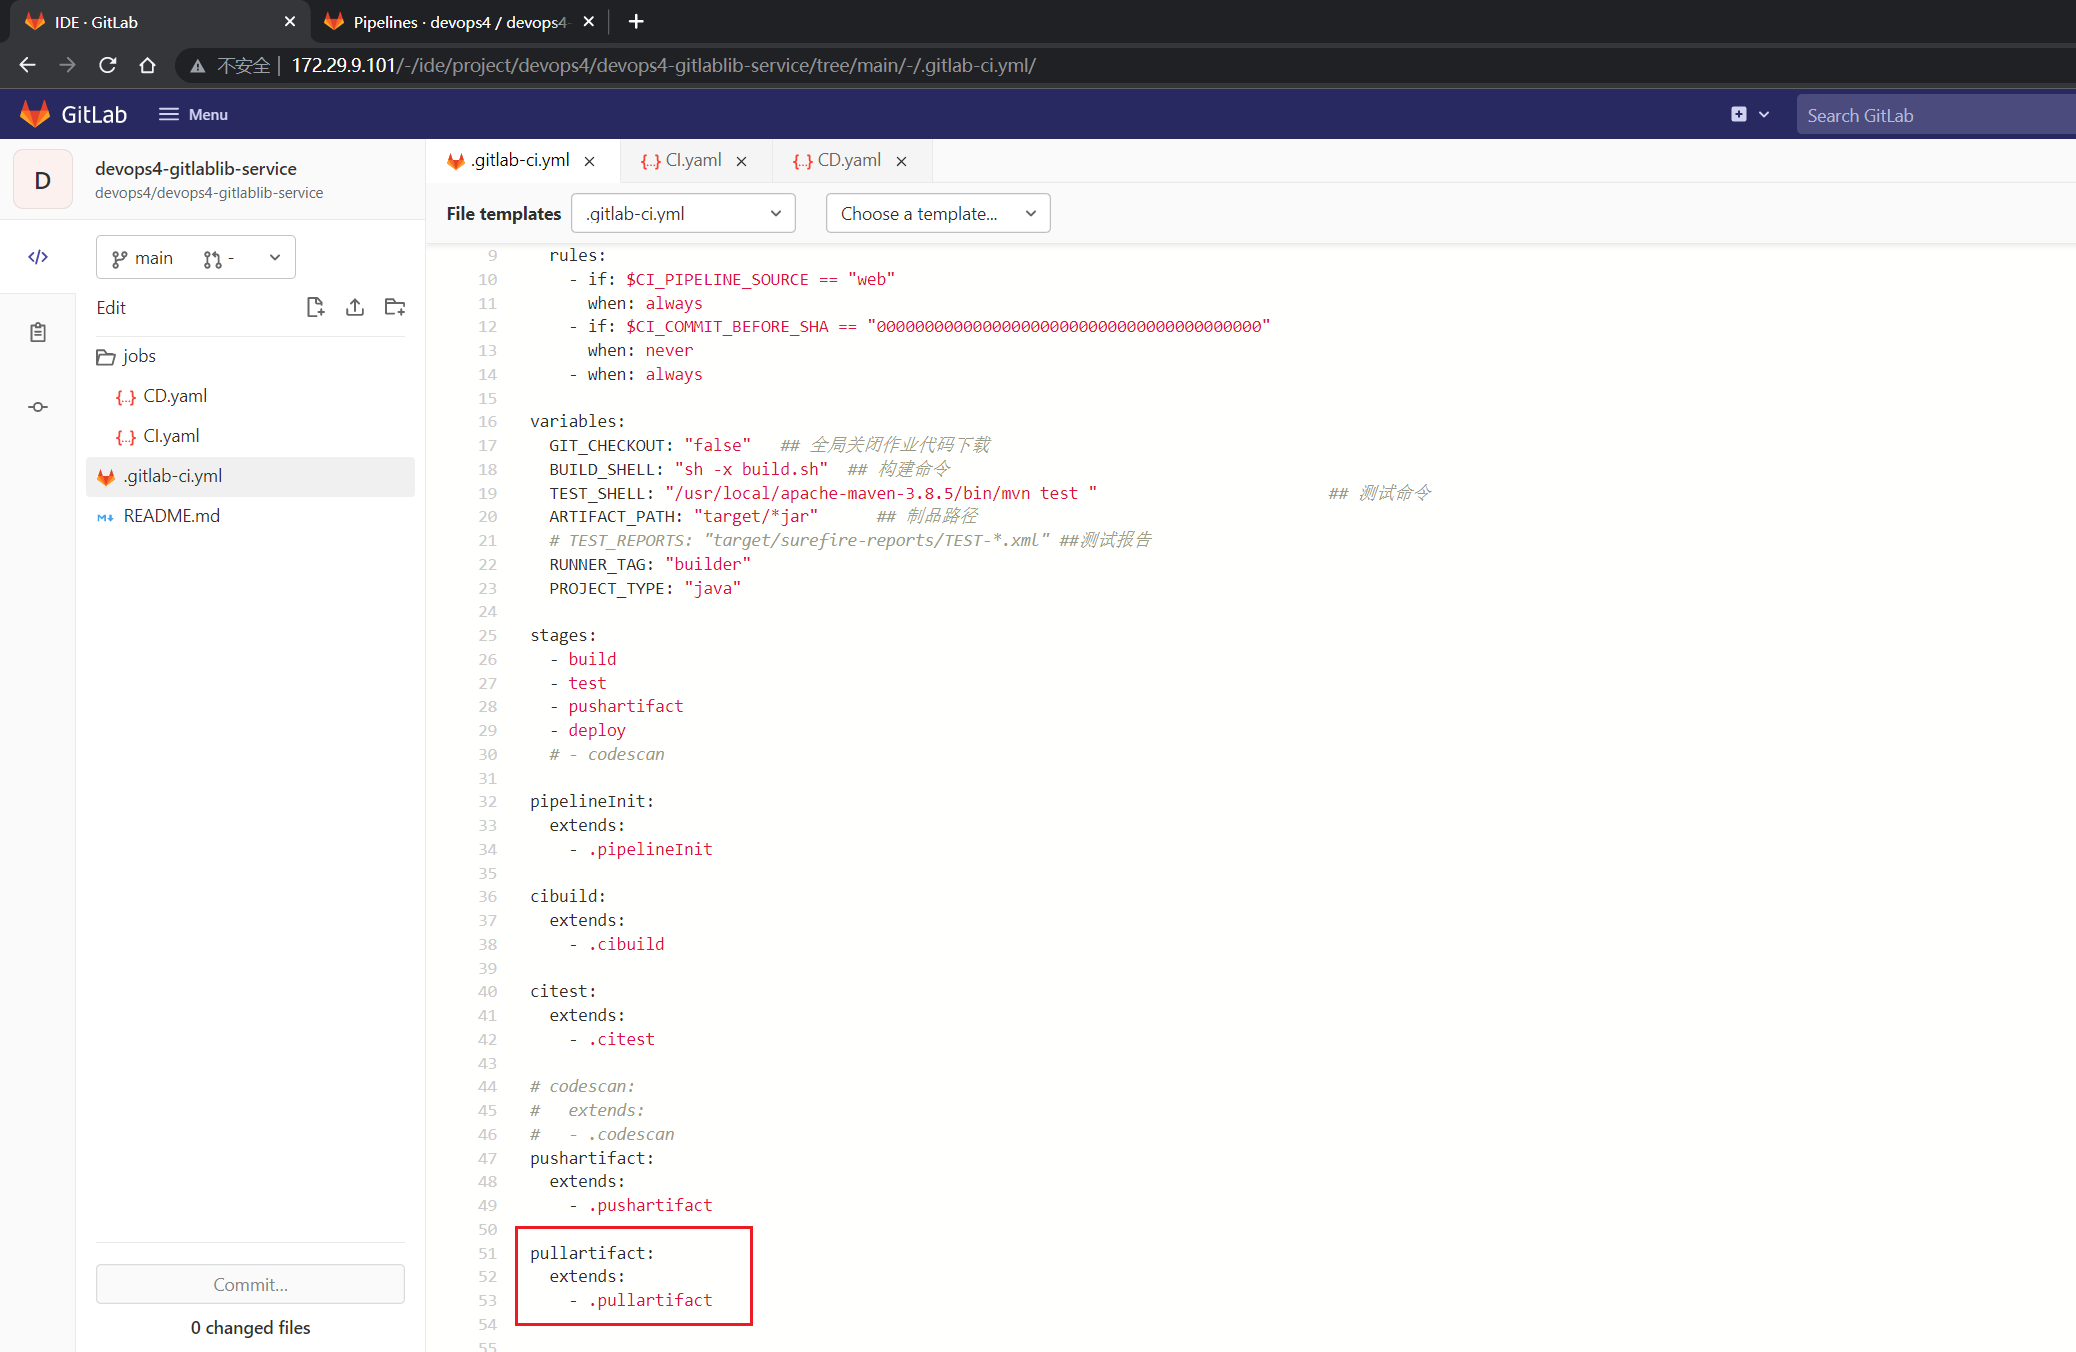 IDE · GitLab
Pipelines · devops4 / devops4-
不安全 | 172.29.9.101/-/ide/project/devops4/devops4-gitlablib-service/tree/main/-/.gitlab-ci.yml/
GitLab
Menu
Search GitLab
D
devops4-gitlablib-service
devops4/devops4-gitlablib-service
main
-
Edit
jobs
{..} CD.yaml
{..} CI.yaml
.gitlab-ci.yml
README.md
Commit...
0 changed files
.gitlab-ci.yml
{..} CI.yaml
{..} CD.yaml
File templates
.gitlab-ci.yml
Choose a template...
9 rules:
10 - if: $CI_PIPELINE_SOURCE == "web"
11 when: always
12 - if: $CI_COMMIT_BEFORE_SHA == "0000000000000000000000000000000000000000"
13 when: never
14 - when: always
15
16 variables:
17 GIT_CHECKOUT: "false" ## 全局关闭作业代码下载
18 BUILD_SHELL: "sh -x build.sh" ## 构建命令
19 TEST_SHELL: "/usr/local/apache-maven-3.8.5/bin/mvn test " ## 测试命令
20 ARTIFACT_PATH: "target/*jar" ## 制品路径
21 # TEST_REPORTS: "target/surefire-reports/TEST-*.xml" ##测试报告
22 RUNNER_TAG: "builder"
23 PROJECT_TYPE: "java"
24
25 stages:
26 - build
27 - test
28 - pushartifact
29 - deploy
30 # - codescan
31
32 pipelineInit:
33 extends:
34 - .pipelineInit
35
36 cibuild:
37 extends:
38 - .cibuild
39
40 citest:
41 extends:
42 - .citest
43
44 # codescan:
45 # extends:
46 # - .codescan
47 pushartifact:
48 extends:
49 - .pushartifact
50
51 pullartifact:
52 extends:
53 - .pullartifact
54
55